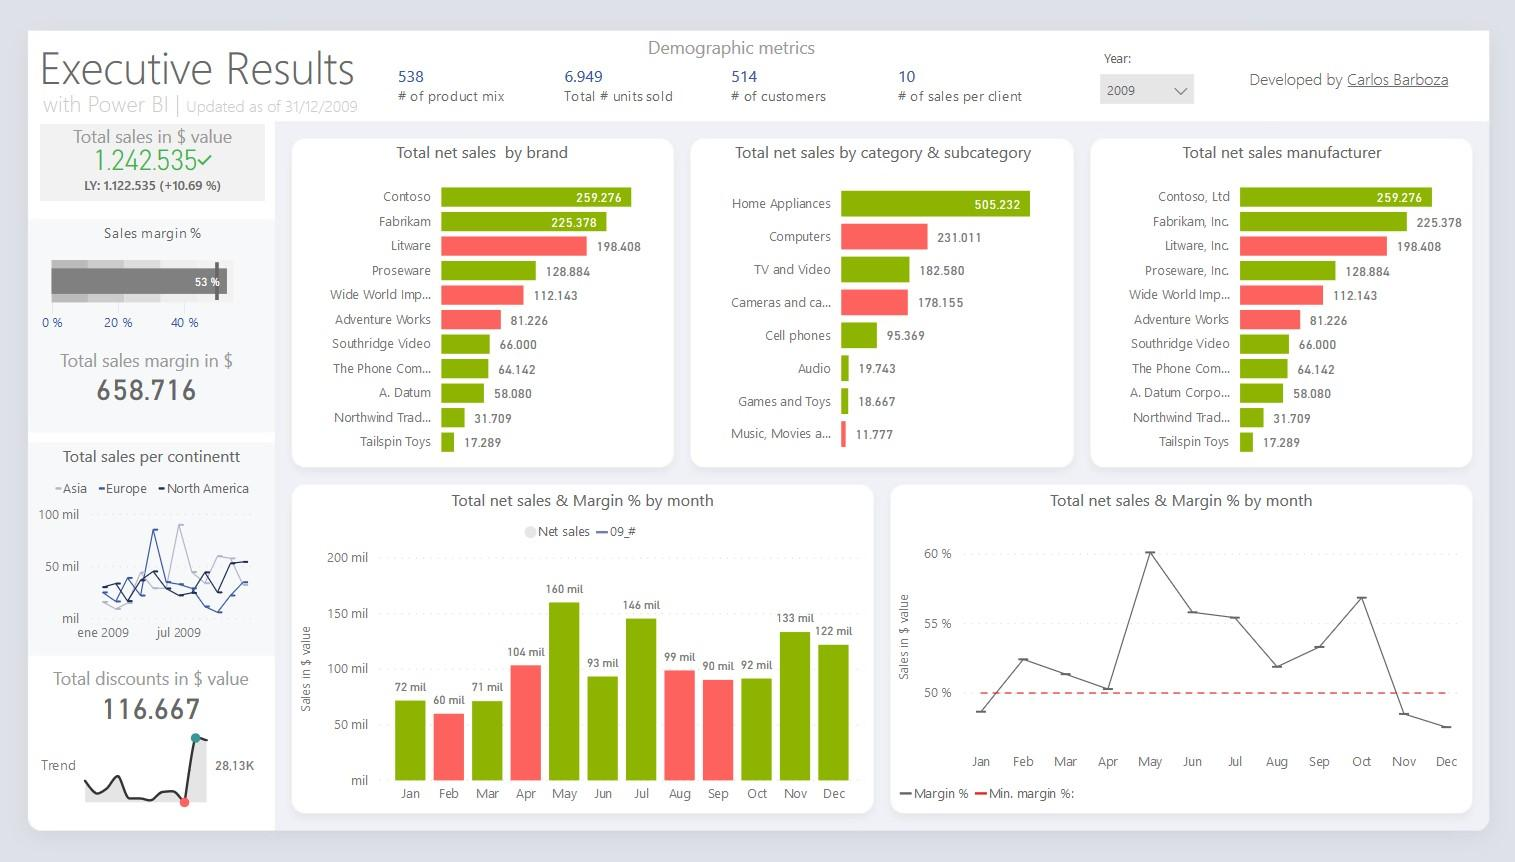 Executive Results
with Power BI | Updated as of 31/12/2009
Demographic metrics
538
# of product mix
6.949
Total # units sold
514
# of customers
10
# of sales per client
Year:
2009
Developed by Carlos Barboza
Total sales in $ value
1.242.535✓
LY: 1.122.535 (+10.69 %)
Sales margin %
53 %
0 % 20 % 40 %
Total sales margin in $
658.716
Total sales per continentt
Asia Europe North America
100 mil
50 mil
mil
ene 2009 jul 2009
Total discounts in $ value
116.667
Trend 28,13K
Total net sales by brand
Contoso 259.276
Fabrikam 225.378
Litware 198.408
Proseware 128.884
Wide World Imp... 112.143
Adventure Works 81.226
Southridge Video 66.000
The Phone Com... 64.142
A. Datum 58.080
Northwind Trad... 31.709
Tailspin Toys 17.289
Total net sales by category & subcategory
Home Appliances 505.232
Computers 231.011
TV and Video 182.580
Cameras and ca... 178.155
Cell phones 95.369
Audio 19.743
Games and Toys 18.667
Music, Movies a... 11.777
Total net sales manufacturer
Contoso, Ltd 259.276
Fabrikam, Inc. 225.378
Litware, Inc. 198.408
Proseware, Inc. 128.884
Wide World Imp... 112.143
Adventure Works 81.226
Southridge Video 66.000
The Phone Com... 64.142
A. Datum Corpo... 58.080
Northwind Trad... 31.709
Tailspin Toys 17.289
Total net sales & Margin % by month
Net sales 09_#
Sales in $ value
200 mil
150 mil
100 mil
50 mil
mil
72 mil 60 mil 71 mil 104 mil 160 mil 93 mil 146 mil 99 mil 90 mil 92 mil 133 mil 122 mil
Jan Feb Mar Apr May Jun Jul Aug Sep Oct Nov Dec
Total net sales & Margin % by month
Sales in $ value
60 %
55 %
50 %
Jan Feb Mar Apr May Jun Jul Aug Sep Oct Nov Dec
Margin % Min. margin %: